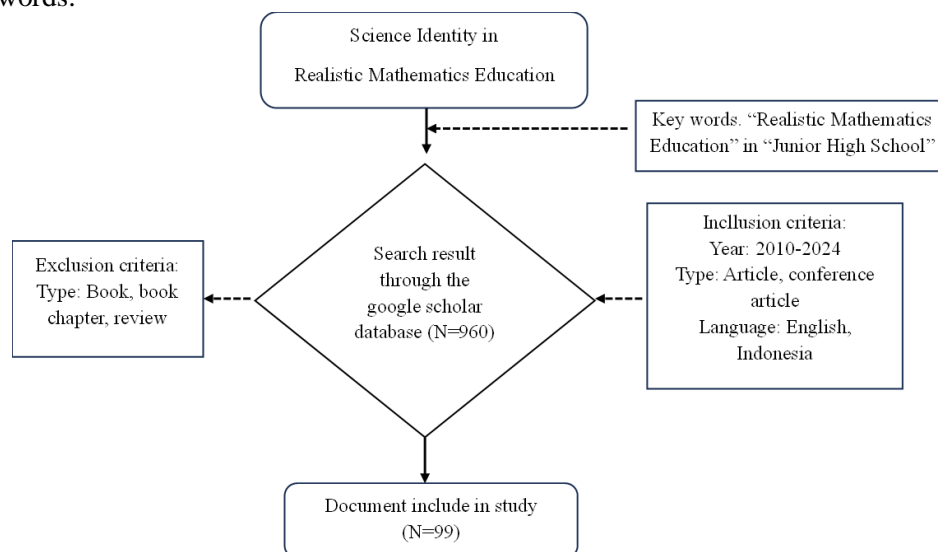 words.
Science Identity in
Realistic Mathematics Education
Key words. “Realistic Mathematics
Education” in “Junior High School”
Incllusion criteria:
Year: 2010-2024
Type: Article, conference
article
Language: English,
Indonesia
Search result
through the
google scholar
database (N=960)
Exclusion criteria:
Type: Book, book
chapter, review
Document include in study
(N=99)